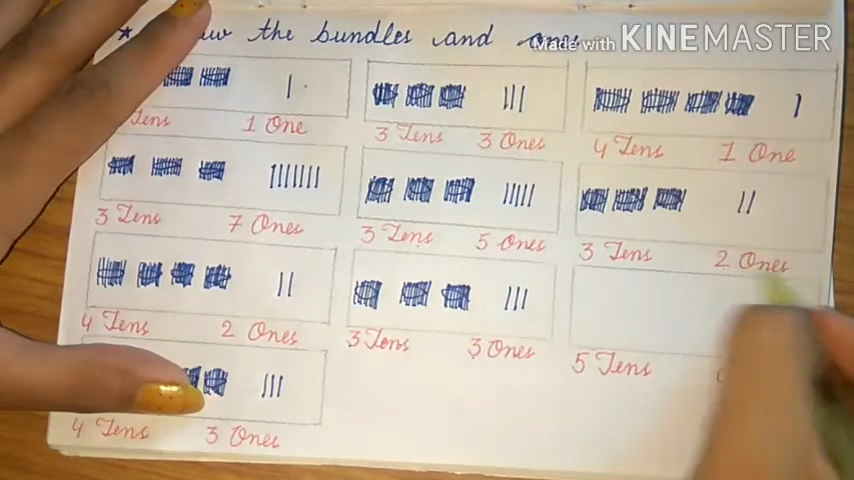 the bundles and ones
Made with KINEMASTER
Tens 1 One
3 Tens 3 Ones
4 Tens 1 One
3 Tens 7 Ones
3 Tens 5 Ones
3 Tens 2 Ones
4 Tens 2 Ones
3 Tens 3 Ones
5 Tens
4 Tens 3 Ones